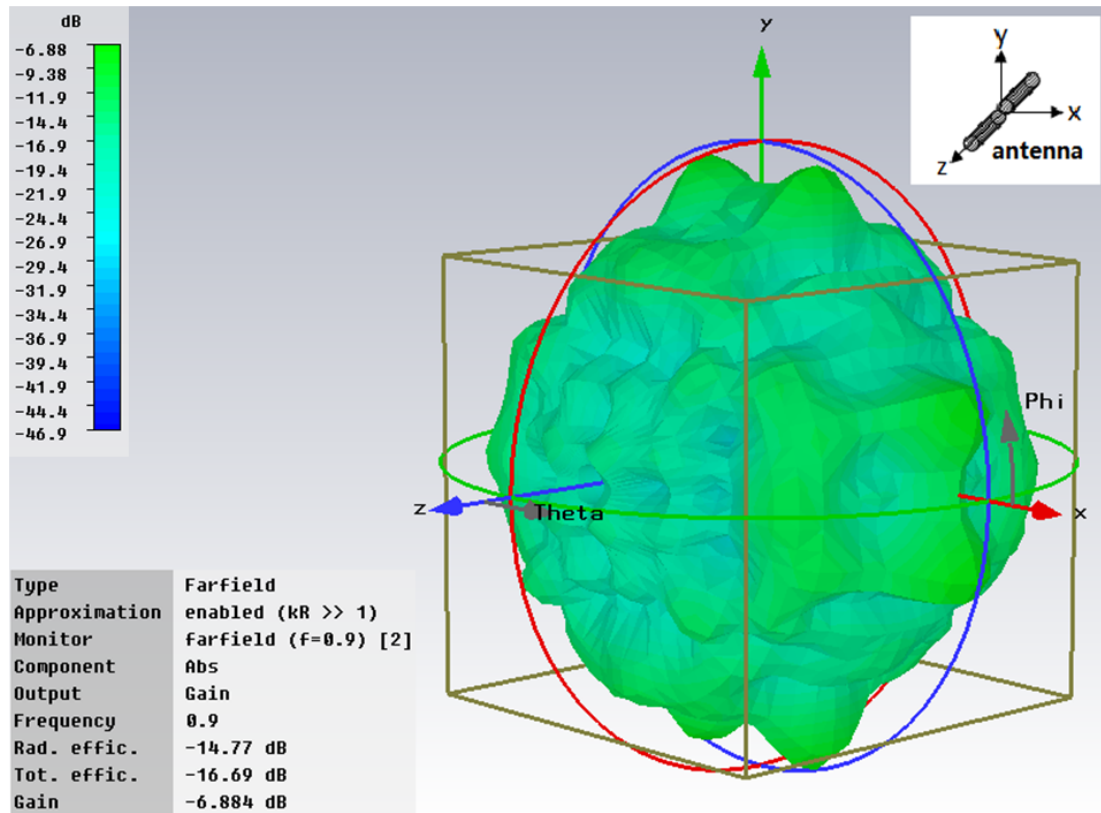 dB
-6.88
-9.38
-11.9
-14.4
-16.9
-19.4
-21.9
-24.4
-26.9
-29.4
-31.9
-34.4
-36.9
-39.4
-41.9
-44.4
-46.9
y
Phi
x
z
Theta
y
x
z
antenna
Type Farfield
Approximation enabled (kR >> 1)
Monitor farfield (f=0.9) [2]
Component Abs
Output Gain
Frequency 0.9
Rad. effic. -14.77 dB
Tot. effic. -16.69 dB
Gain -6.884 dB